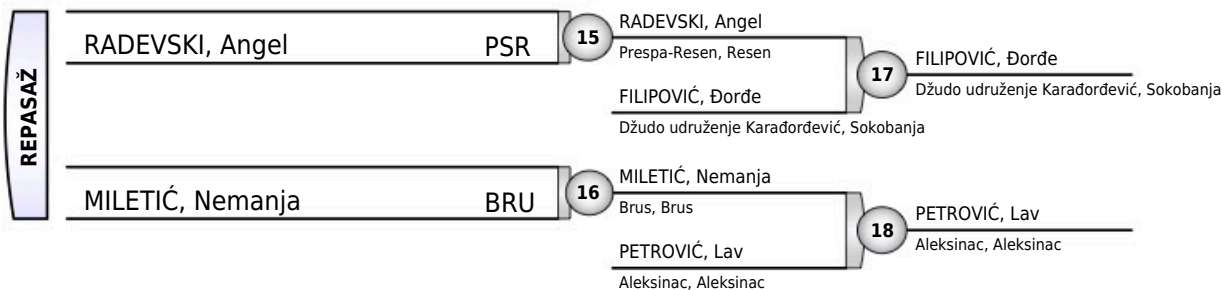 REPASAŽ
RADEVSKI, Angel PSR
15
RADEVSKI, Angel
Prespa-Resen, Resen
FILIPOVIĆ, Đorđe
Džudo udruženje Karađorđević, Sokobanja
17
FILIPOVIĆ, Đorđe
Džudo udruženje Karađorđević, Sokobanja
MILETIĆ, Nemanja BRU
16
MILETIĆ, Nemanja
Brus, Brus
PETROVIĆ, Lav
Aleksinac, Aleksinac
18
PETROVIĆ, Lav
Aleksinac, Aleksinac